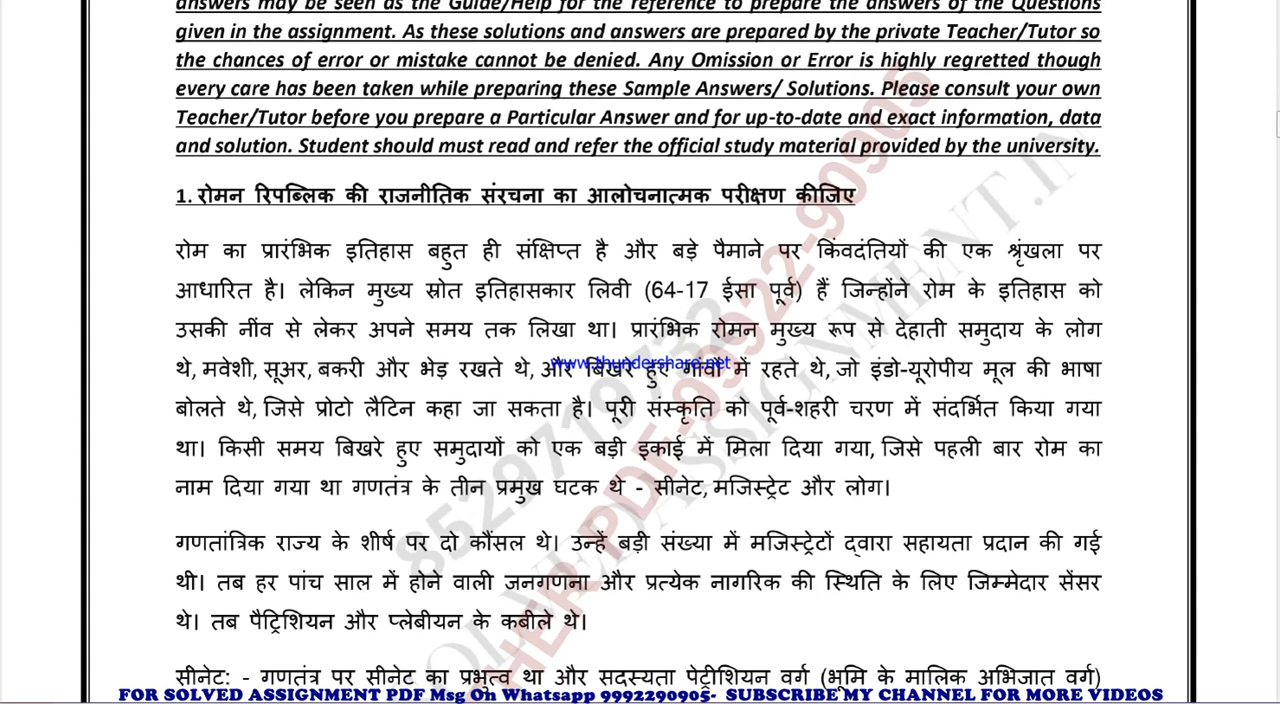 answers may be seen as the Guide/Help for the reference to prepare the answers of the Questions
given in the assignment. As these solutions and answers are prepared by the private Teacher/Tutor so
the chances of error or mistake cannot be denied. Any Omission or Error is highly regretted though
every care has been taken while preparing these Sample Answers/ Solutions. Please consult your own
Teacher/Tutor before you prepare a Particular Answer and for up-to-date and exact information, data
and solution. Student should must read and refer the official study material provided by the university.
1. रोमन रिपब्लिक की राजनीतिक संरचना का आलोचनात्मक परीक्षण कीजिए
रोम का प्रारंभिक इतिहास बहुत ही संक्षिप्त है और बड़े पैमाने पर किंवदंतियों की एक श्रृंखला पर
आधारित है। लेकिन मुख्य स्रोत इतिहासकार लिवी (64-17 ईसा पूर्व) हैं जिन्होंने रोम के इतिहास को
उसकी नींव से लेकर अपने समय तक लिखा था। प्रारंभिक रोमन मुख्य रूप से देहाती समुदाय के लोग
थे, मवेशी, सूअर, बकरी और भेड़ रखते थे, और बिखरे हुए गांवों में रहते थे, जो इंडो-यूरोपीय मूल की भाषा
www.thundershare.net
बोलते थे, जिसे प्रोटो लैटिन कहा जा सकता है। पूरी संस्कृति को पूर्व-शहरी चरण में संदर्भित किया गया
था। किसी समय बिखरे हुए समुदायों को एक बड़ी इकाई में मिला दिया गया, जिसे पहली बार रोम का
नाम दिया गया था गणतंत्र के तीन प्रमुख घटक थे - सीनेट, मजिस्ट्रेट और लोग।
गणतांत्रिक राज्य के शीर्ष पर दो कौंसल थे। उन्हें बड़ी संख्या में मजिस्ट्रेटों द्वारा सहायता प्रदान की गई
थी। तब हर पांच साल में होने वाली जनगणना और प्रत्येक नागरिक की स्थिति के लिए जिम्मेदार सेंसर
थे। तब पैट्रिशियन और प्लेबीयन के कबीले थे।
सीनेट: - गणतंत्र पर सीनेट का प्रभुत्व था और सदस्यता पेट्रीशियन वर्ग (भूमि के मालिक अभिजात वर्ग)
FOR SOLVED ASSIGNMENT PDF Msg On Whatsapp 9992290905- SUBSCRIBE MY CHANNEL FOR MORE VIDEOS